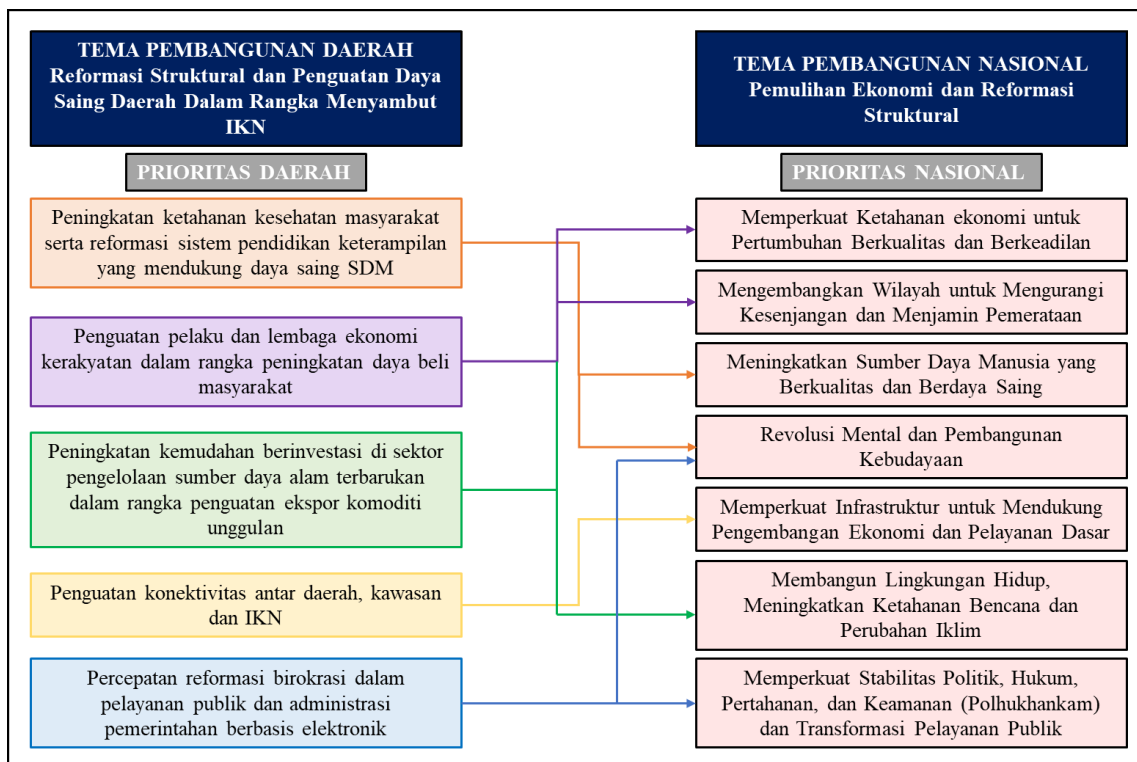 TEMA PEMBANGUNAN DAERAH
Reformasi Struktural dan Penguatan Daya
Saing Daerah Dalam Rangka Menyambut
IKN
PRIORITAS DAERAH
Peningkatan ketahanan kesehatan masyarakat
serta reformasi sistem pendidikan keterampilan
yang mendukung daya saing SDM
Penguatan pelaku dan lembaga ekonomi
kerakyatan dalam rangka peningkatan daya beli
masyarakat
Peningkatan kemudahan berinvestasi di sektor
pengelolaan sumber daya alam terbarukan
dalam rangka penguatan ekspor komoditi
unggulan
Penguatan konektivitas antar daerah, kawasan
dan IKN
Percepatan reformasi birokrasi dalam
pelayanan publik dan administrasi
pemerintahan berbasis elektronik
TEMA PEMBANGUNAN NASIONAL
Pemulihan Ekonomi dan Reformasi
Struktural
PRIORITAS NASIONAL
Memperkuat Ketahanan ekonomi untuk
Pertumbuhan Berkualitas dan Berkeadilan
Mengembangkan Wilayah untuk Mengurangi
Kesenjangan dan Menjamin Pemerataan
Meningkatkan Sumber Daya Manusia yang
Berkualitas dan Berdaya Saing
Revolusi Mental dan Pembangunan
Kebudayaan
Memperkuat Infrastruktur untuk Mendukung
Pengembangan Ekonomi dan Pelayanan Dasar
Membangun Lingkungan Hidup,
Meningkatkan Ketahanan Bencana dan
Perubahan Iklim
Memperkuat Stabilitas Politik, Hukum,
Pertahanan, dan Keamanan (Polhukhankam)
dan Transformasi Pelayanan Publik